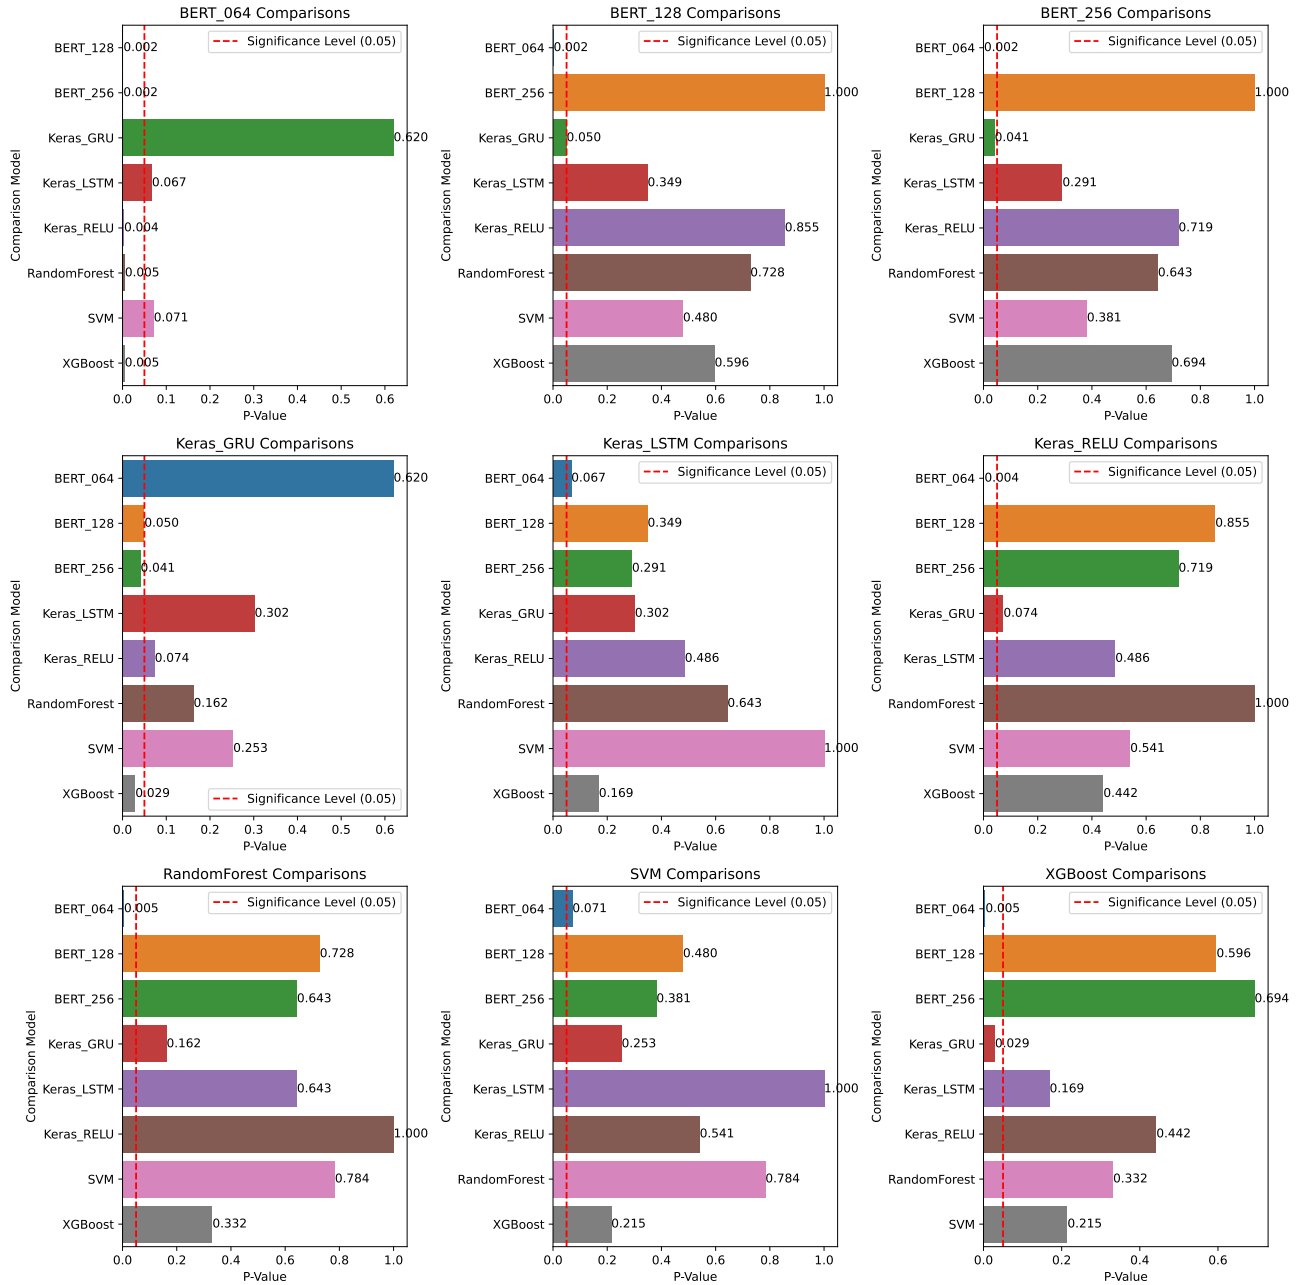 BERT_064 Comparisons
Comparison Model
Significance Level (0.05)
BERT_128 0.002
BERT_256 0.002
Keras_GRU 0.620
Keras_LSTM 0.067
Keras_RELU 0.004
RandomForest 0.005
SVM 0.071
XGBoost 0.005
0.0 0.1 0.2 0.3 0.4 0.5 0.6
P-Value
BERT_128 Comparisons
Comparison Model
Significance Level (0.05)
BERT_064 0.002
BERT_256 1.000
Keras_GRU 0.050
Keras_LSTM 0.349
Keras_RELU 0.855
RandomForest 0.728
SVM 0.480
XGBoost 0.596
0.0 0.2 0.4 0.6 0.8 1.0
P-Value
BERT_256 Comparisons
Comparison Model
Significance Level (0.05)
BERT_064 0.002
BERT_128 1.000
Keras_GRU 0.041
Keras_LSTM 0.291
Keras_RELU 0.719
RandomForest 0.643
SVM 0.381
XGBoost 0.694
0.0 0.2 0.4 0.6 0.8 1.0
P-Value
Keras_GRU Comparisons
Comparison Model
BERT_064 0.620
BERT_128 0.050
BERT_256 0.041
Keras_LSTM 0.302
Keras_RELU 0.074
RandomForest 0.162
SVM 0.253
XGBoost 0.029
Significance Level (0.05)
0.0 0.1 0.2 0.3 0.4 0.5 0.6
P-Value
Keras_LSTM Comparisons
Comparison Model
Significance Level (0.05)
BERT_064 0.067
BERT_128 0.349
BERT_256 0.291
Keras_GRU 0.302
Keras_RELU 0.486
RandomForest 0.643
SVM 1.000
XGBoost 0.169
0.0 0.2 0.4 0.6 0.8 1.0
P-Value
Keras_RELU Comparisons
Comparison Model
Significance Level (0.05)
BERT_064 0.004
BERT_128 0.855
BERT_256 0.719
Keras_GRU 0.074
Keras_LSTM 0.486
RandomForest 1.000
SVM 0.541
XGBoost 0.442
0.0 0.2 0.4 0.6 0.8 1.0
P-Value
RandomForest Comparisons
Comparison Model
Significance Level (0.05)
BERT_064 0.005
BERT_128 0.728
BERT_256 0.643
Keras_GRU 0.162
Keras_LSTM 0.643
Keras_RELU 1.000
SVM 0.784
XGBoost 0.332
0.0 0.2 0.4 0.6 0.8 1.0
P-Value
SVM Comparisons
Comparison Model
Significance Level (0.05)
BERT_064 0.071
BERT_128 0.480
BERT_256 0.381
Keras_GRU 0.253
Keras_LSTM 1.000
Keras_RELU 0.541
RandomForest 0.784
XGBoost 0.215
0.0 0.2 0.4 0.6 0.8 1.0
P-Value
XGBoost Comparisons
Comparison Model
Significance Level (0.05)
BERT_064 0.005
BERT_128 0.596
BERT_256 0.694
Keras_GRU 0.029
Keras_LSTM 0.169
Keras_RELU 0.442
RandomForest 0.332
SVM 0.215
0.0 0.2 0.4 0.6
P-Value